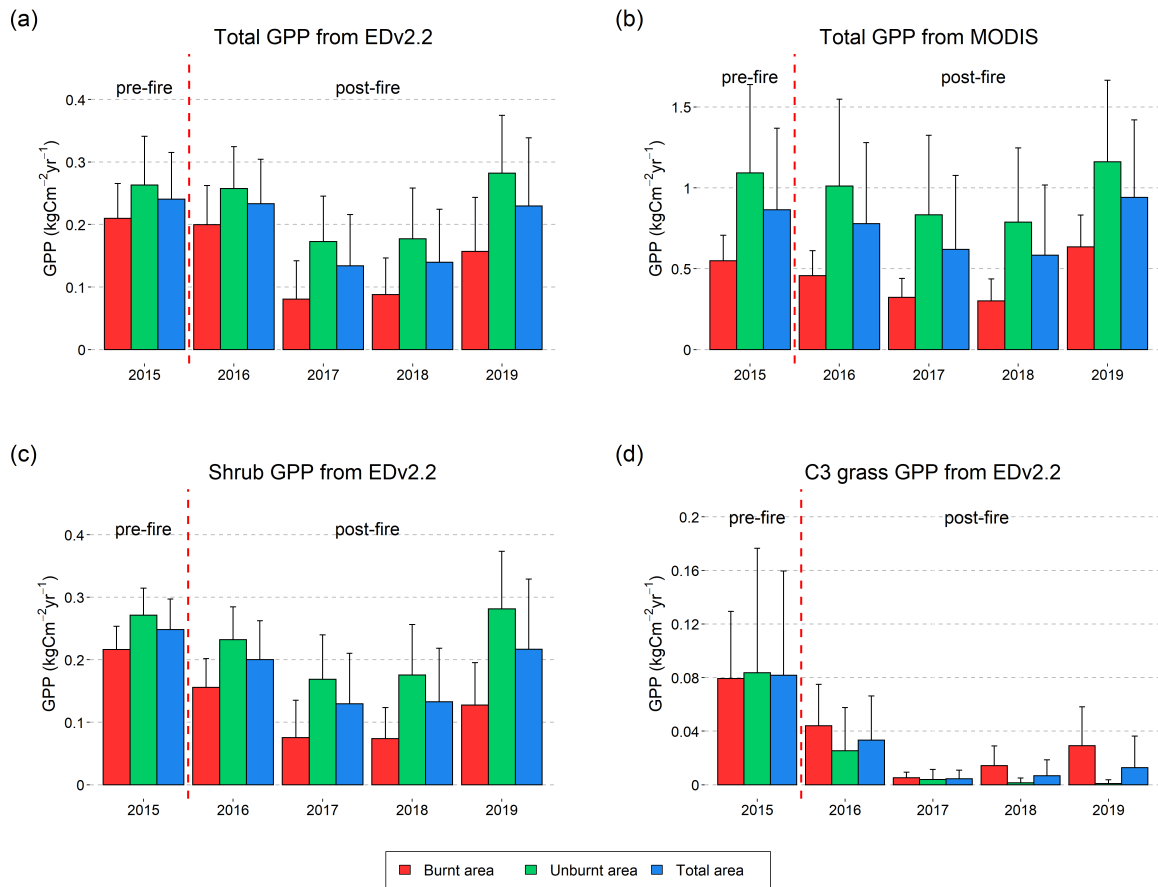 (a)
Total GPP from EDv2.2
pre-fire
post-fire
GPP (kgCm⁻²yr⁻¹)
0.4
0.3
0.2
0.1
0
2015 2016 2017 2018 2019
(b)
Total GPP from MODIS
pre-fire
post-fire
GPP (kgCm⁻²yr⁻¹)
1.5
1
0.5
0
2015 2016 2017 2018 2019
(c)
Shrub GPP from EDv2.2
pre-fire
post-fire
GPP (kgCm⁻²yr⁻¹)
0.4
0.3
0.2
0.1
0
2015 2016 2017 2018 2019
(d)
C3 grass GPP from EDv2.2
pre-fire
post-fire
GPP (kgCm⁻²yr⁻¹)
0.2
0.16
0.12
0.08
0.04
0
2015 2016 2017 2018 2019
Burnt area Unburnt area Total area